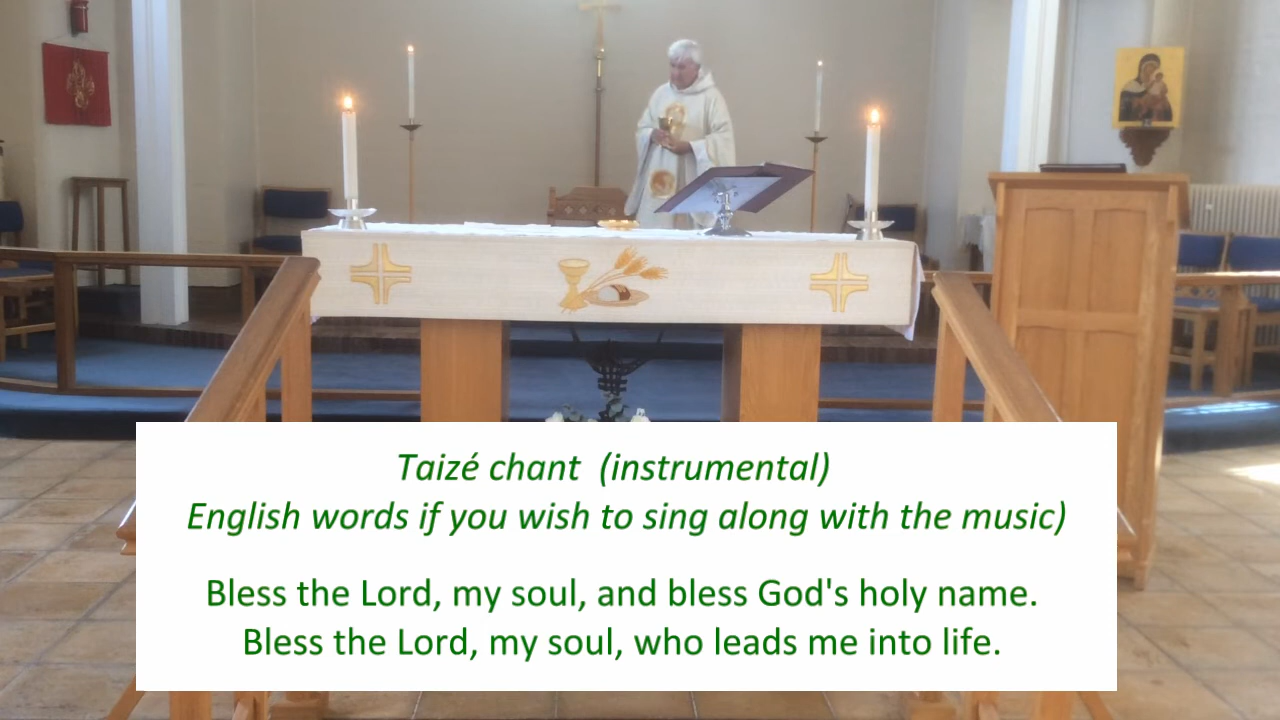 Taizé chant (instrumental)
English words if you wish to sing along with the music)
Bless the Lord, my soul, and bless God's holy name.
Bless the Lord, my soul, who leads me into life.